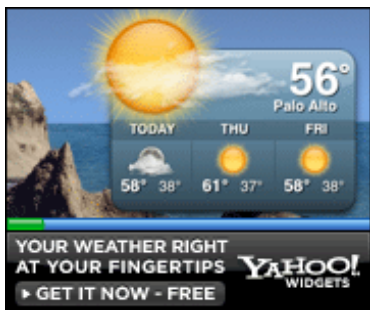 56°
Palo Alto
TODAY THU FRI
58° 38° 61° 37° 58° 38°
YOUR WEATHER RIGHT
AT YOUR FINGERTIPS
GET IT NOW - FREE
YAHOO!
WIDGETS